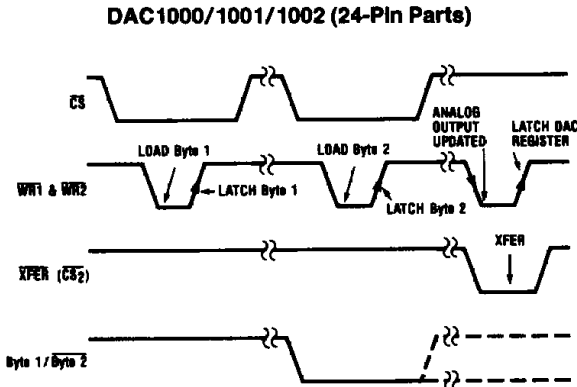 DAC1000/1001/1002 (24-Pin Parts)
CS
ANALOG
OUTPUT
UPDATED
LATCH DAC
REGISTER
LOAD Byte 1
LOAD Byte 2
WR1 & WR2
LATCH Byte 1
LATCH Byte 2
XFER
XFER (CS2)
Byte 1/Byte 2